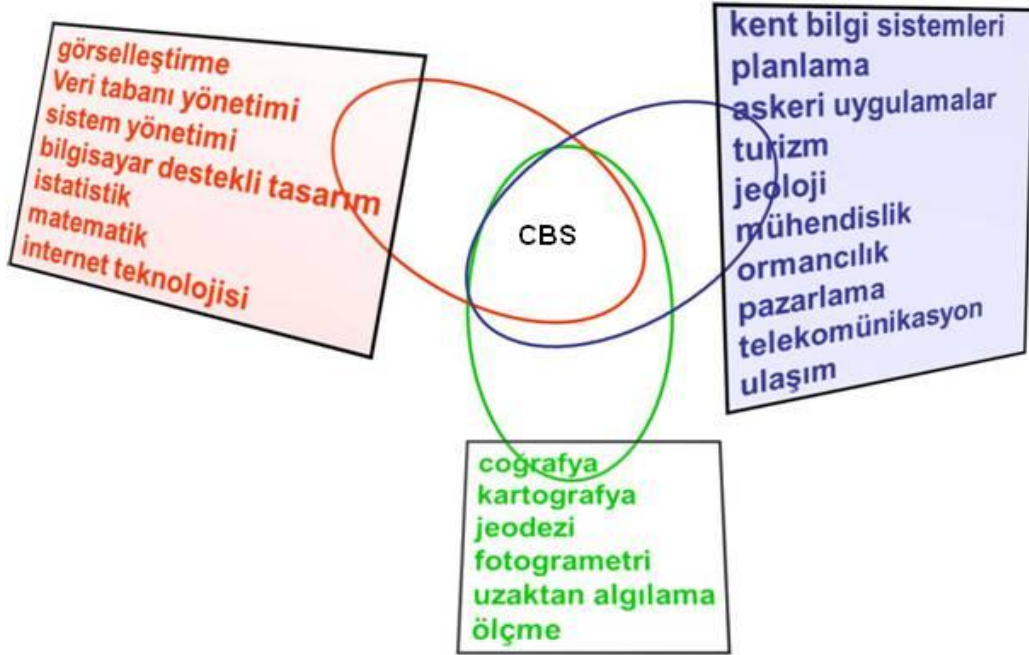 görselleştirme
Veri tabanı yönetimi
sistem yönetimi
bilgisayar destekli tasarım
istatistik
matematik
internet teknolojisi
kent bilgi sistemleri
planlama
askeri uygulamalar
turizm
jeoloji
mühendislik
ormancılık
pazarlama
telekomünikasyon
ulaşım
CBS
coğrafya
kartografya
jeodezi
fotogrametri
uzaktan algılama
ölçme